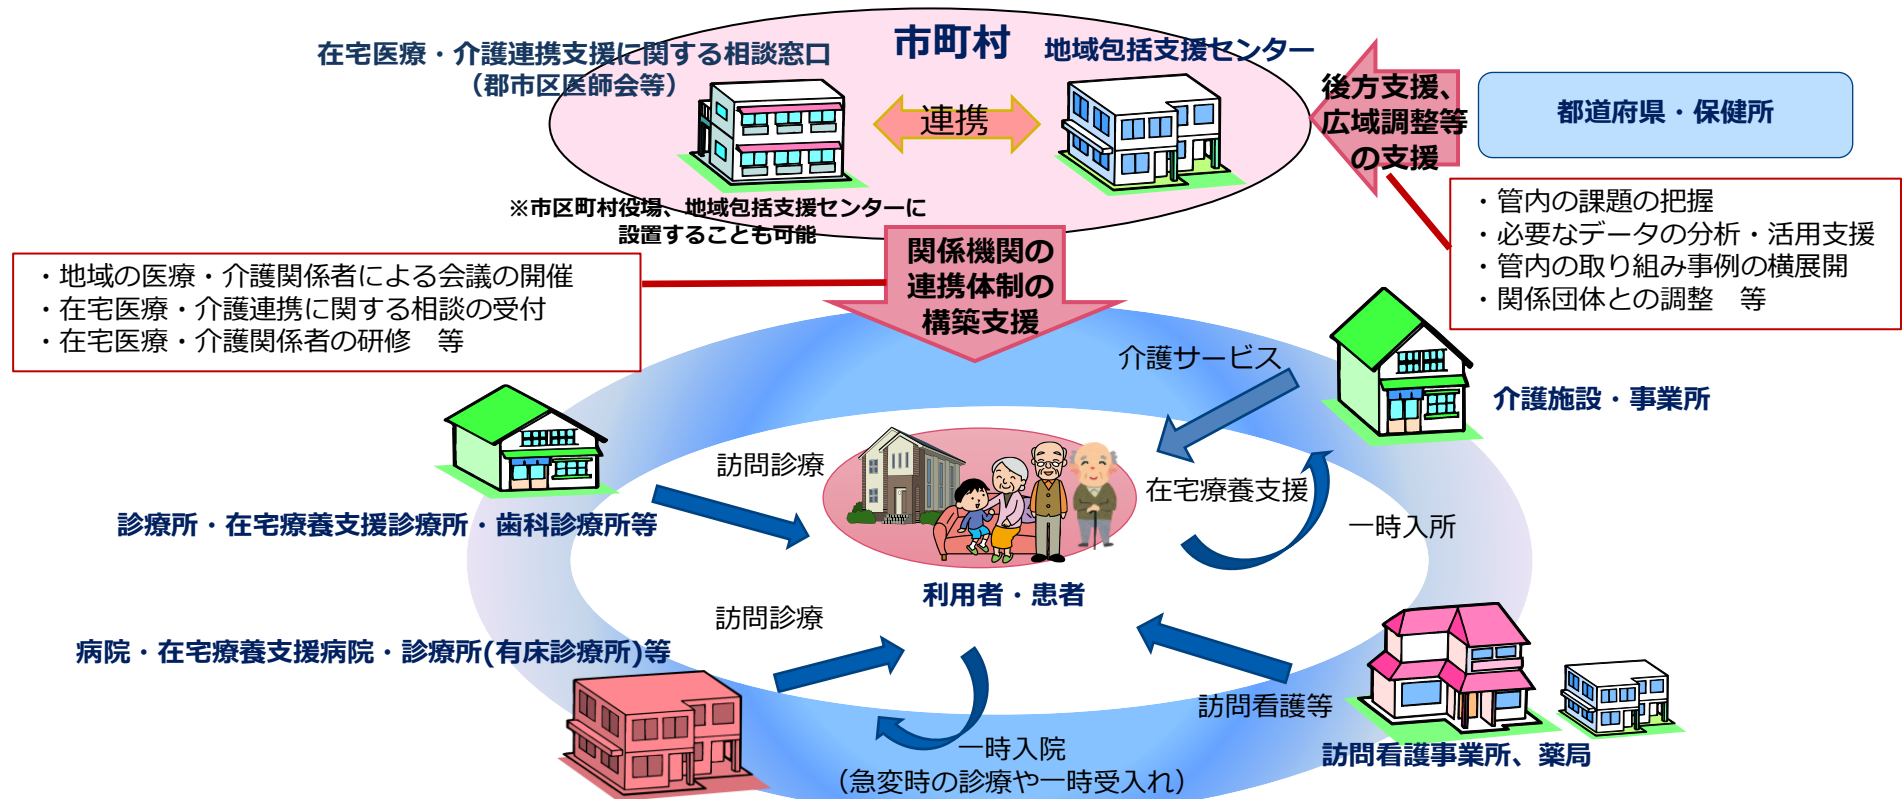 市町村
在宅医療・介護連携支援に関する相談窓口
（郡市区医師会等）
地域包括支援センター
連携
※市区町村役場、地域包括支援センターに
設置することも可能
後方支援、
広域調整等
の支援
都道府県・保健所
・管内の課題の把握
・必要なデータの分析・活用支援
・管内の取り組み事例の横展開
・関係団体との調整　等
関係機関の
連携体制の
構築支援
・地域の医療・介護関係者による会議の開催
・在宅医療・介護連携に関する相談の受付
・在宅医療・介護関係者の研修　等
介護サービス
介護施設・事業所
訪問診療
在宅療養支援
一時入所
診療所・在宅療養支援診療所・歯科診療所等
利用者・患者
訪問診療
病院・在宅療養支援病院・診療所(有床診療所)等
訪問看護等
一時入院
（急変時の診療や一時受入れ）
訪問看護事業所、薬局